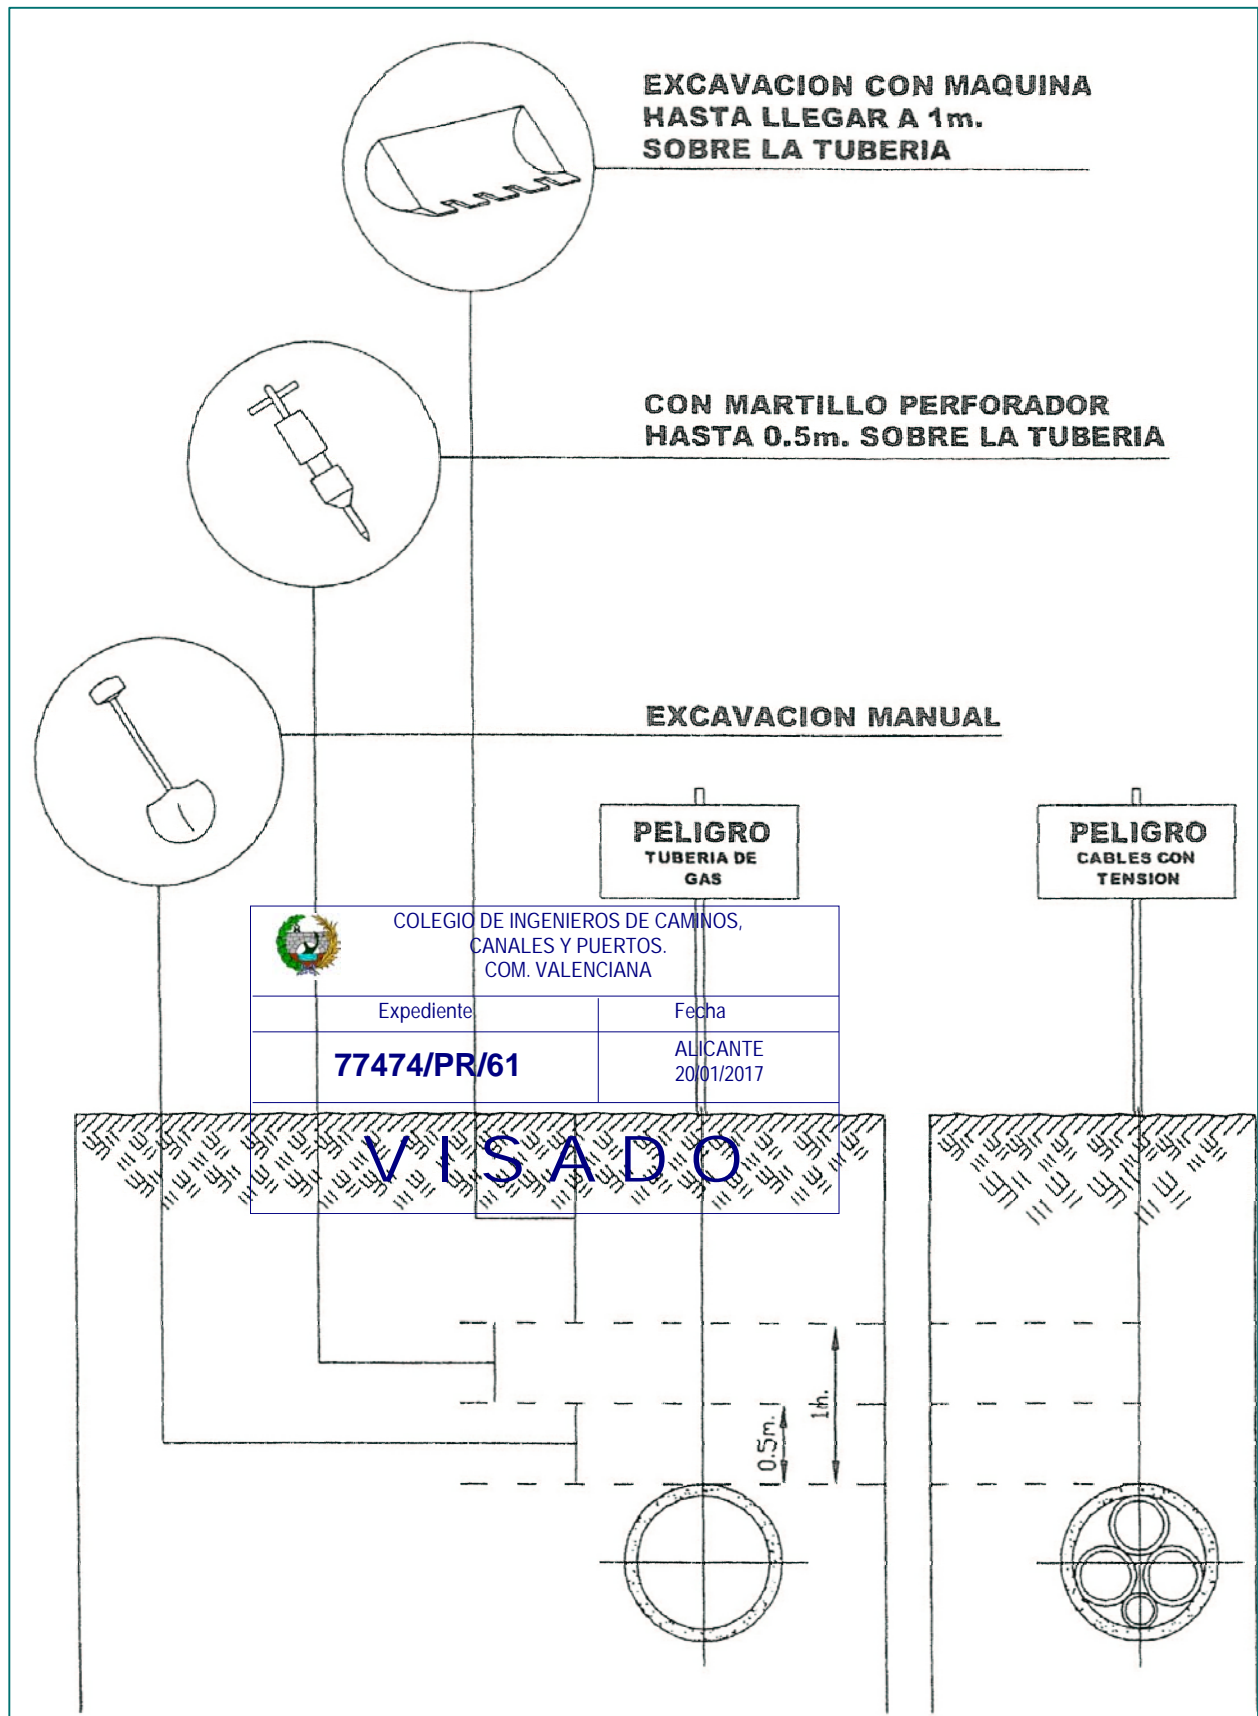 EXCAVACION CON MAQUINA
HASTA LLEGAR A 1m.
SOBRE LA TUBERIA
CON MARTILLO PERFORADOR
HASTA 0.5m. SOBRE LA TUBERIA
EXCAVACION MANUAL
PELIGRO
TUBERIA DE
GAS
PELIGRO
CABLES CON
TENSION
COLEGIO DE INGENIEROS DE CAMINOS,
CANALES Y PUERTOS.
COM. VALENCIANA
Expediente
Fecha
77474/PR/61
ALICANTE
20/01/2017
VISADO
1m.
0.5m.